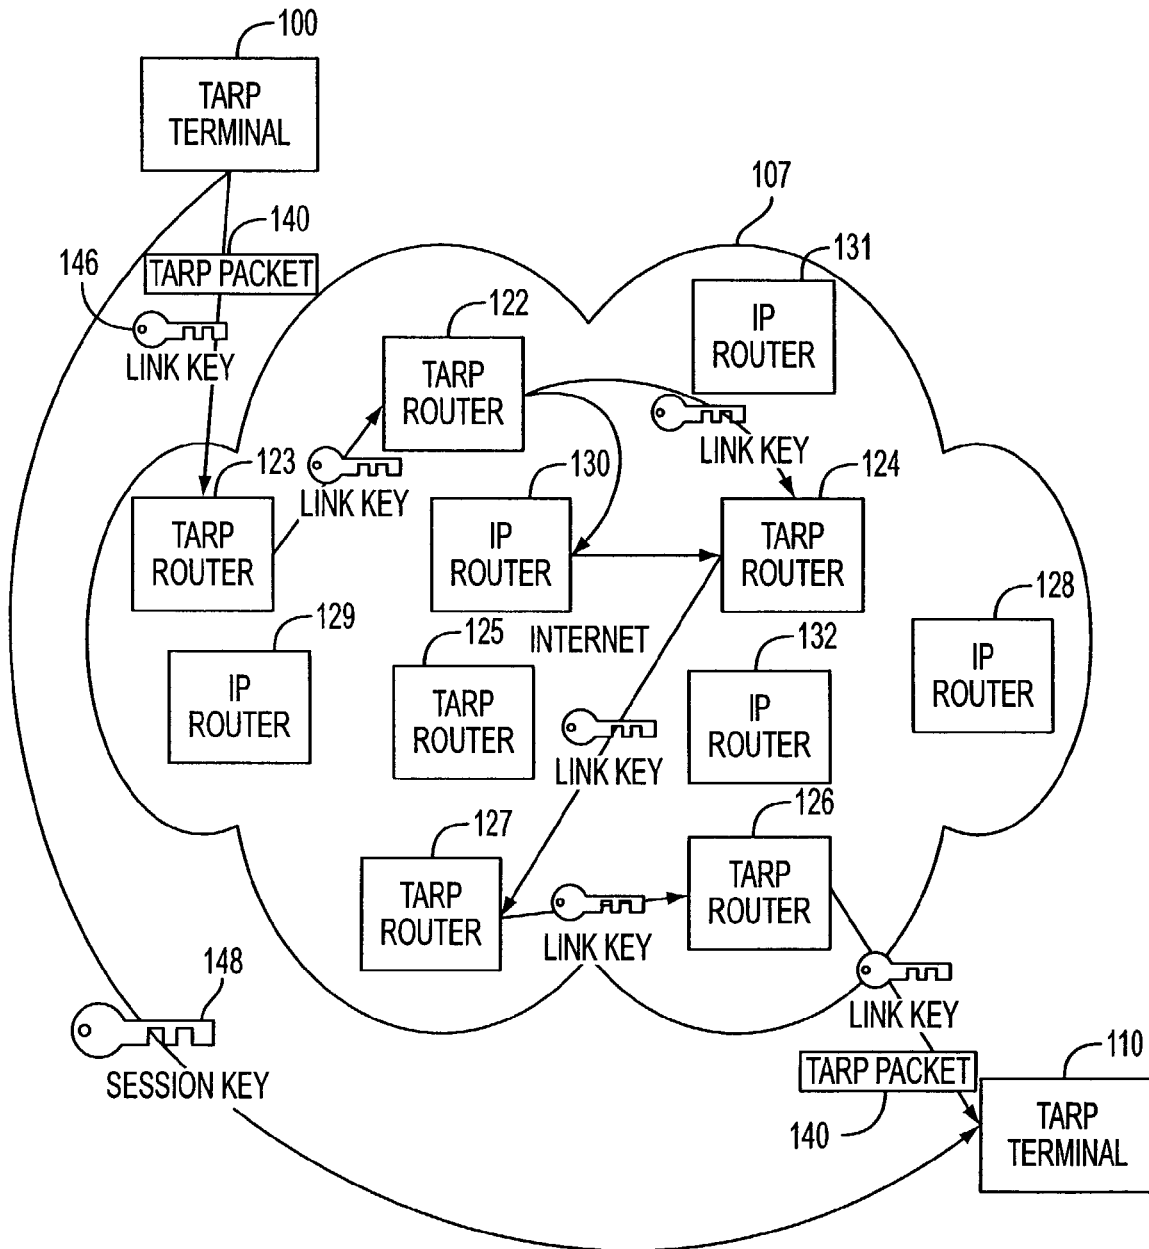 100
TARP
TERMINAL
140
TARP PACKET
146
LINK KEY
107
131
IP
ROUTER
122
TARP
ROUTER
LINK KEY
123
TARP
ROUTER
LINK KEY
130
IP
ROUTER
124
TARP
ROUTER
129
IP
ROUTER
125
TARP
ROUTER
INTERNET
132
IP
ROUTER
128
IP
ROUTER
LINK KEY
127
TARP
ROUTER
126
TARP
ROUTER
LINK KEY
LINK KEY
148
SESSION KEY
TARP PACKET
140
110
TARP
TERMINAL